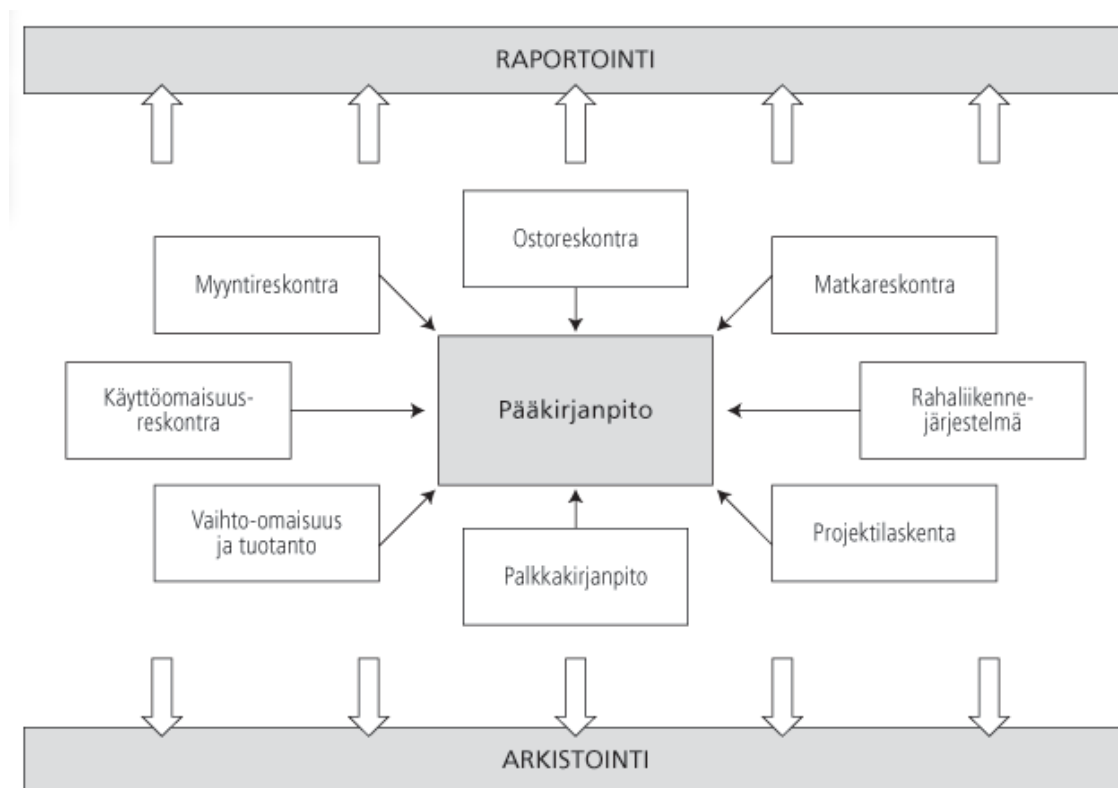 RAPORTOINTI
Ostoreskontra
Myyntireskontra
Matkareskontra
Käyttöomaisuus-
reskontra
Pääkirjanpito
Rahaliikenne-
järjestelmä
Vaihto-omaisuus
ja tuotanto
Palkkakirjanpito
Projektilaskenta
ARKISTOINTI